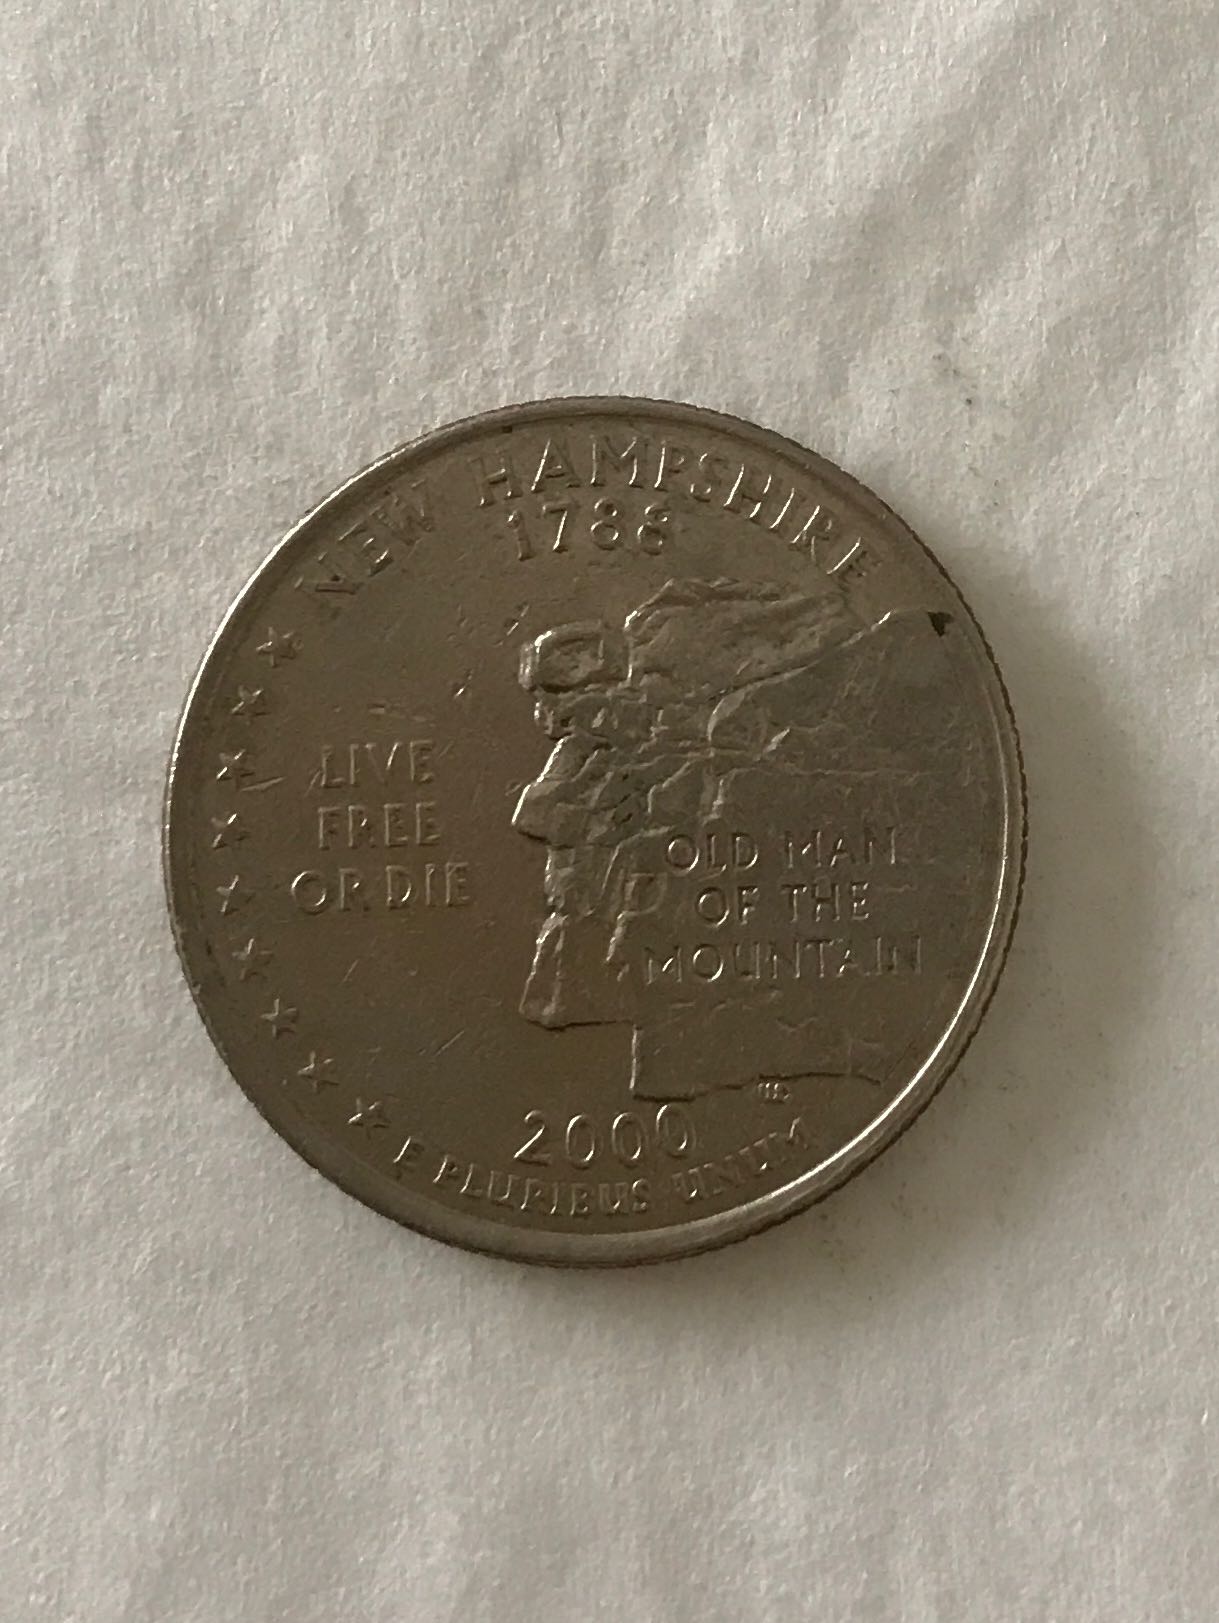 NEW HAMPSHIRE
1788
LIVE
FREE
OR DIE
OLD MAN
OF THE
MOUNTAIN
2000
E PLURIBUS UNUM